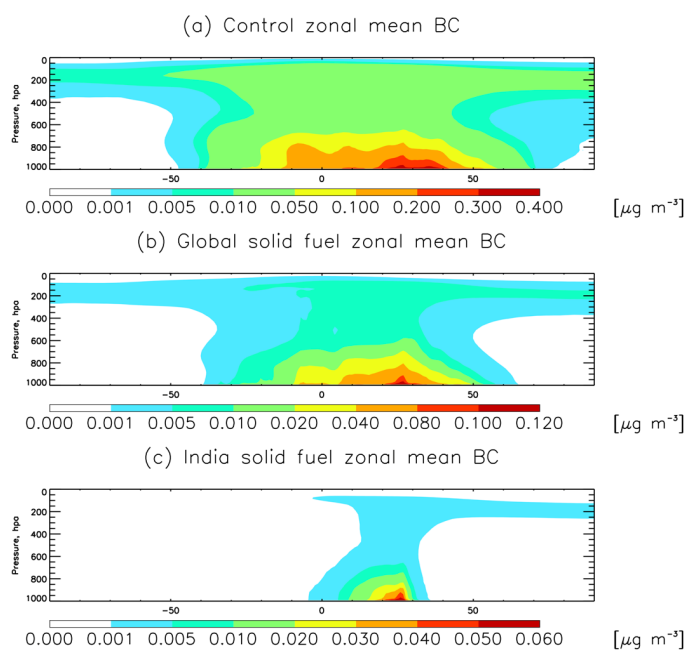 (a) Control zonal mean BC
Pressure, hpa
0
200
400
600
800
1000
−50 0 50
0.000 0.001 0.005 0.010 0.050 0.100 0.200 0.300 0.400 [μg m⁻³]
(b) Global solid fuel zonal mean BC
Pressure, hpa
0
200
400
600
800
1000
−50 0 50
0.000 0.001 0.005 0.010 0.020 0.040 0.080 0.100 0.120 [μg m⁻³]
(c) India solid fuel zonal mean BC
Pressure, hpa
0
200
400
600
800
1000
−50 0 50
0.000 0.001 0.005 0.010 0.030 0.040 0.050 0.060 [μg m⁻³]